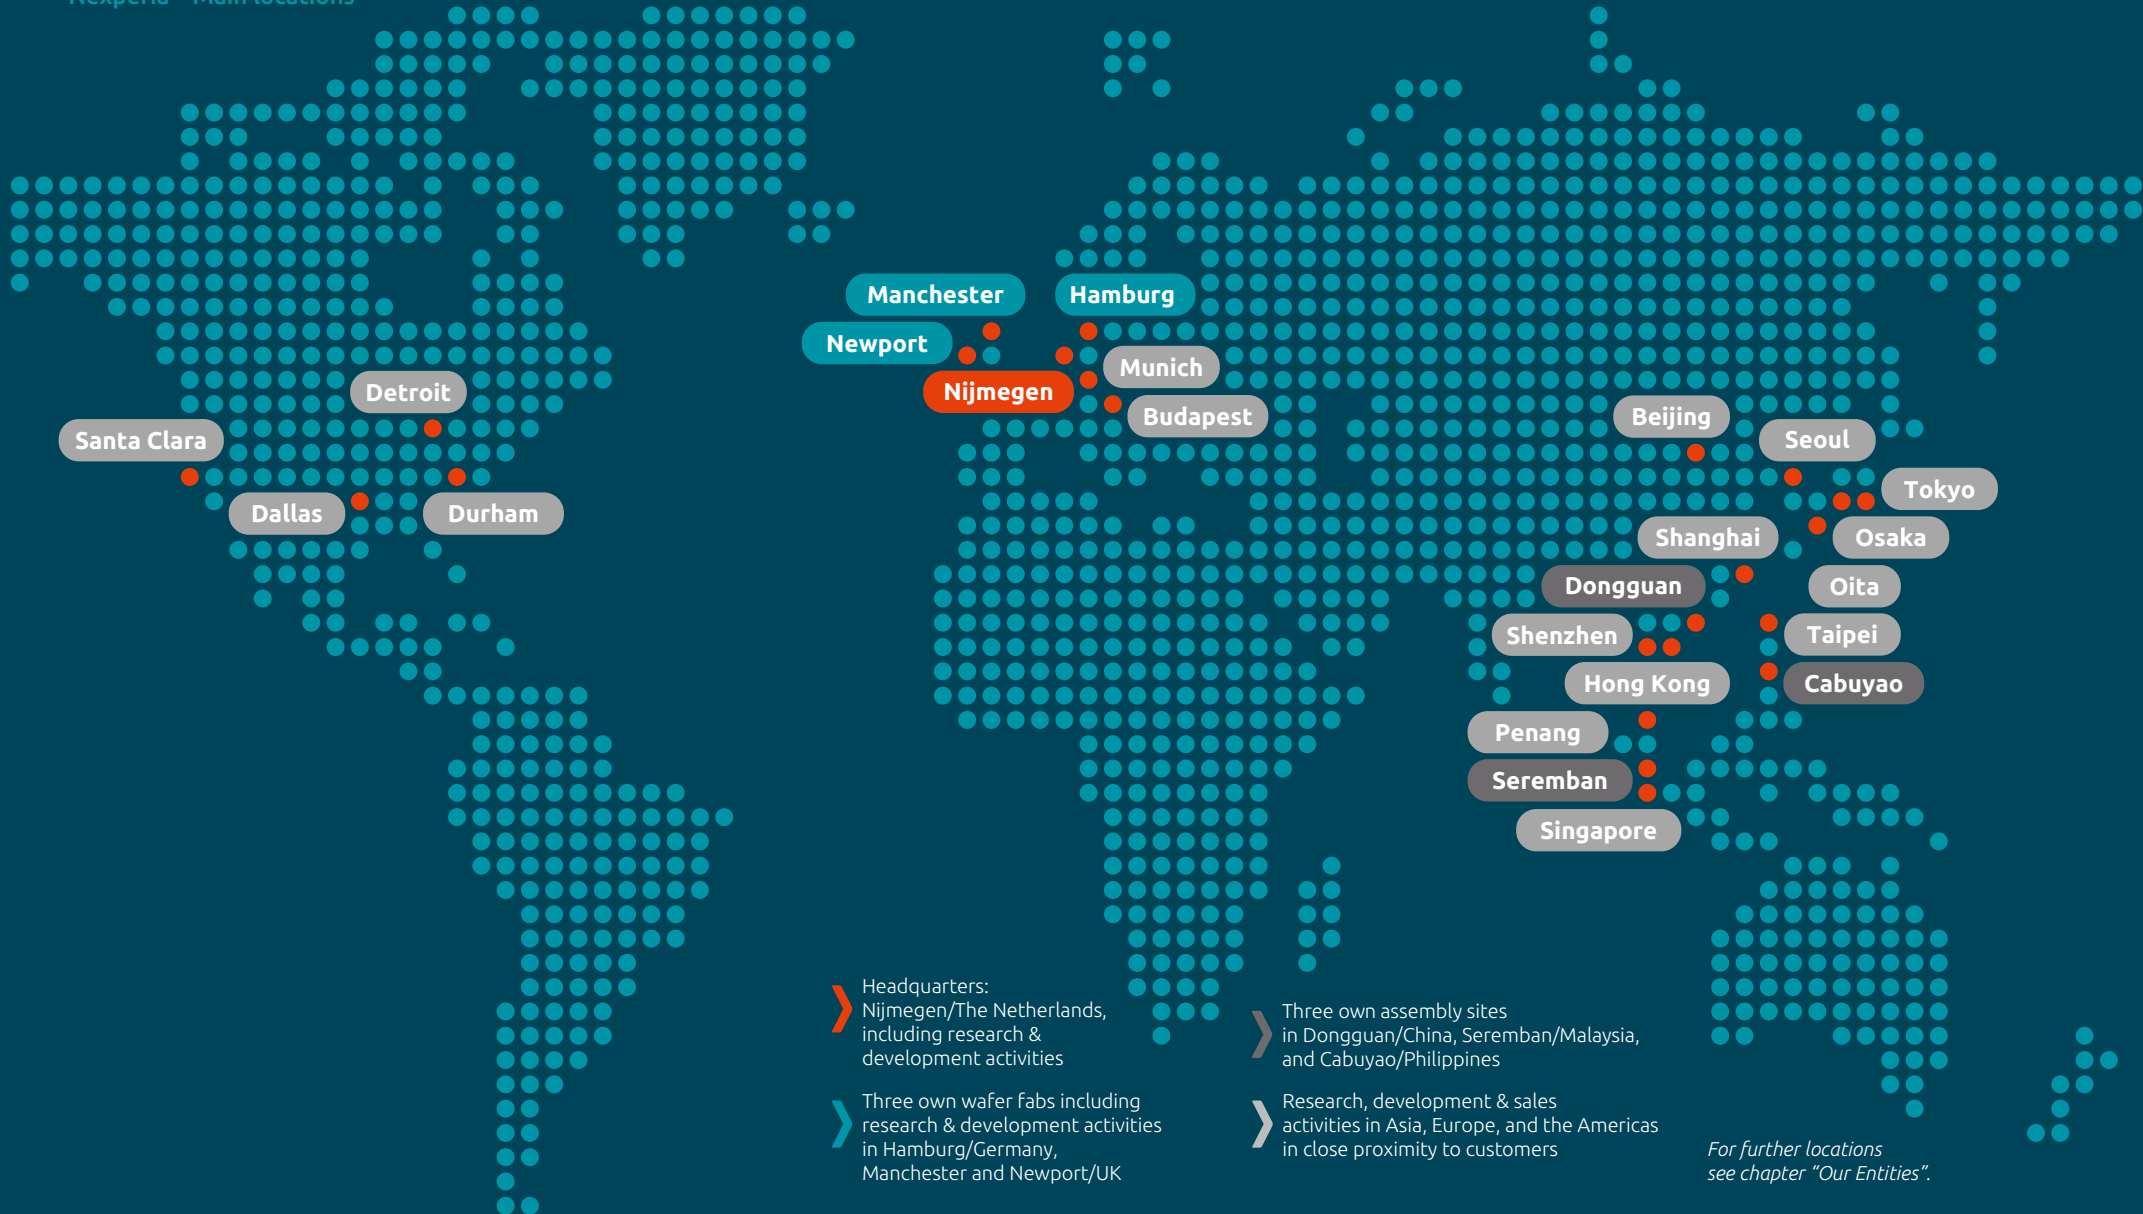 Nexperia – Main locations
Manchester
Hamburg
Newport
Munich
Nijmegen
Detroit
Budapest
Beijing
Santa Clara
Seoul
Tokyo
Dallas
Durham
Shanghai
Osaka
Dongguan
Oita
Shenzhen
Taipei
Hong Kong
Cabuyao
Penang
Seremban
Singapore
Headquarters:
Nijmegen/The Netherlands,
including research &
development activities
Three own wafer fabs including
research & development activities
in Hamburg/Germany,
Manchester and Newport/UK
Three own assembly sites
in Dongguan/China, Seremban/Malaysia,
and Cabuyao/Philippines
Research, development & sales
activities in Asia, Europe, and the Americas
in close proximity to customers
For further locations
see chapter “Our Entities”.